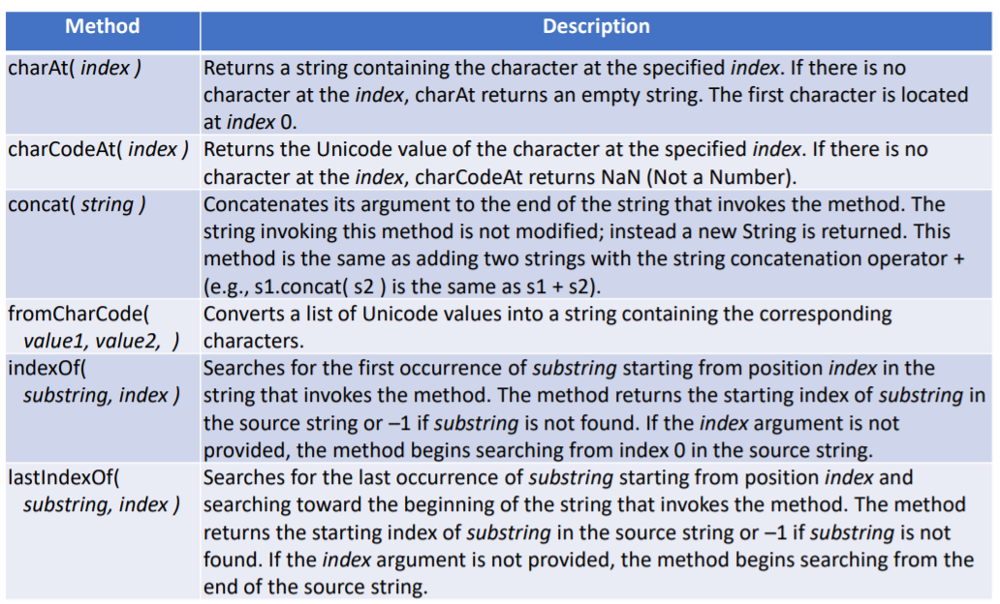 Method Description
charAt( index ) Returns a string containing the character at the specified index. If there is no
character at the index, charAt returns an empty string. The first character is located
at index 0.
charCodeAt( index ) Returns the Unicode value of the character at the specified index. If there is no
character at the index, charCodeAt returns NaN (Not a Number).
concat( string ) Concatenates its argument to the end of the string that invokes the method. The
string invoking this method is not modified; instead a new String is returned. This
method is the same as adding two strings with the string concatenation operator +
(e.g., s1.concat( s2 ) is the same as s1 + s2).
fromCharCode( Converts a list of Unicode values into a string containing the corresponding
value1, value2, ) characters.
indexOf( Searches for the first occurrence of substring starting from position index in the
substring, index ) string that invokes the method. The method returns the starting index of substring in
the source string or –1 if substring is not found. If the index argument is not
provided, the method begins searching from index 0 in the source string.
lastIndexOf( Searches for the last occurrence of substring starting from position index and
substring, index ) searching toward the beginning of the string that invokes the method. The method
returns the starting index of substring in the source string or –1 if substring is not
found. If the index argument is not provided, the method begins searching from the
end of the source string.